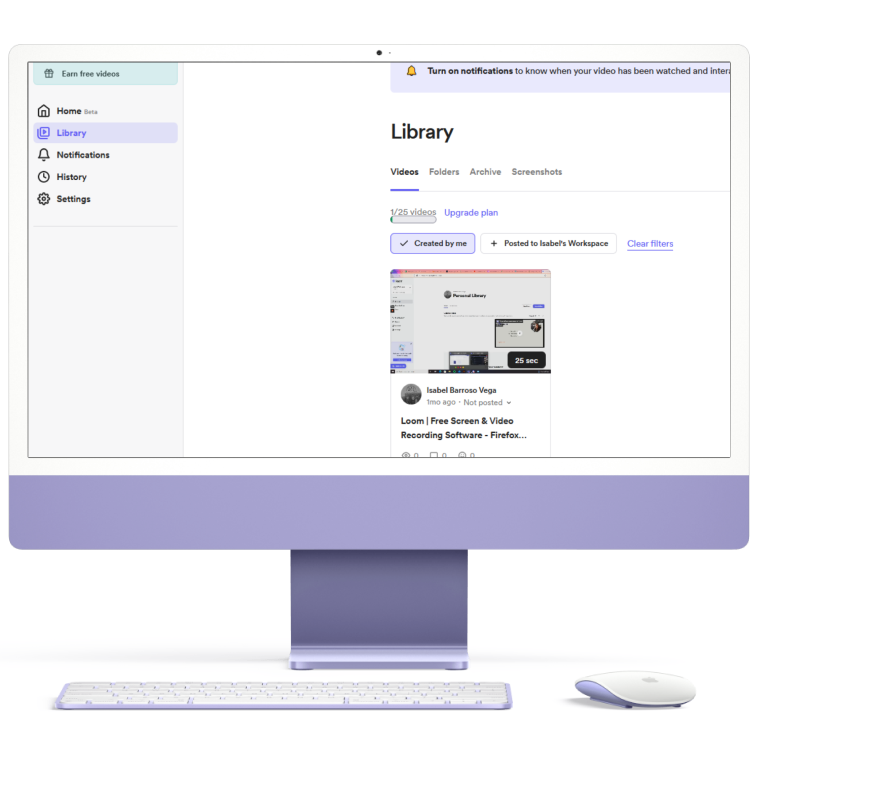 Earn free videos
Home Beta
Library
Notifications
History
Settings
Turn on notifications to know when your video has been watched and intera
Library
Videos Folders Archive Screenshots
1/25 videos Upgrade plan
Created by me
Posted to Isabel's Workspace
Clear filters
Personal Library
25 sec
Isabel Barroso Vega
1mo ago · Not posted
Loom | Free Screen & Video
Recording Software - Firefox...
0 0 0